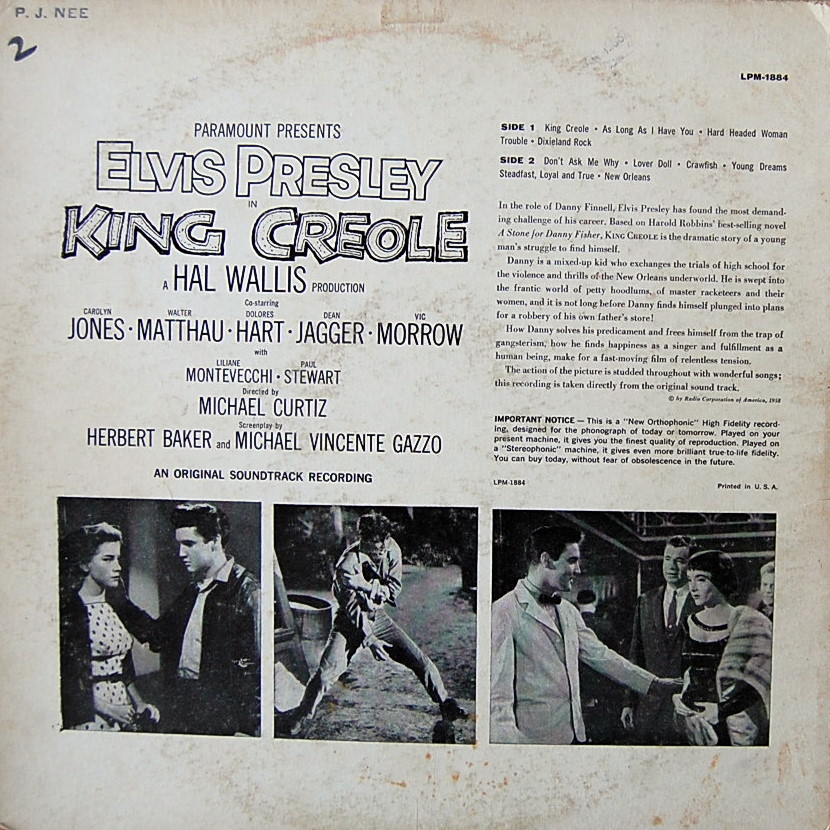 P. J. NEE
2
LPM-1884
PARAMOUNT PRESENTS
ELVIS PRESLEY
IN
KING CREOLE
A HAL WALLIS PRODUCTION
Co-starring
CAROLYN WALTER DOLORES DEAN VIC
JONES · MATTHAU · HART · JAGGER · MORROW
with
LILIANE PAUL
MONTEVECCHI · STEWART
Directed by
MICHAEL CURTIZ
Screenplay by
HERBERT BAKER and MICHAEL VINCENTE GAZZO
AN ORIGINAL SOUNDTRACK RECORDING
SIDE 1 King Creole • As Long As I Have You • Hard Headed Woman
Trouble • Dixieland Rock
SIDE 2 Don't Ask Me Why • Lover Doll • Crawfish • Young Dreams
Steadfast, Loyal and True • New Orleans
In the role of Danny Finnell, Elvis Presley has found the most demand-
ing challenge of his career. Based on Harold Robbins' best-selling novel
A Stone for Danny Fisher, KING CREOLE is the dramatic story of a young
man's struggle to find himself.
Danny is a mixed-up kid who exchanges the trials of high school for
the violence and thrills of the New Orleans underworld. He is swept into
the frantic world of petty hoodlums, of master racketeers and their
women, and it is not long before Danny finds himself plunged into plans
for a robbery of his own father's store!
How Danny solves his predicament and frees himself from the trap of
gangsterism, how he finds happiness as a singer and fulfillment as a
human being, make for a fast-moving film of relentless tension.
The action of the picture is studded throughout with wonderful songs;
this recording is taken directly from the original sound track.
© by Radio Corporation of America, 1958
IMPORTANT NOTICE — This is a "New Orthophonic" High Fidelity record-
ing, designed for the phonograph of today or tomorrow. Played on your
present machine, it gives you the finest quality of reproduction. Played on
a "Stereophonic" machine, it gives even more brilliant true-to-life fidelity.
You can buy today, without fear of obsolescence in the future.
LPM-1884 Printed in U. S. A.